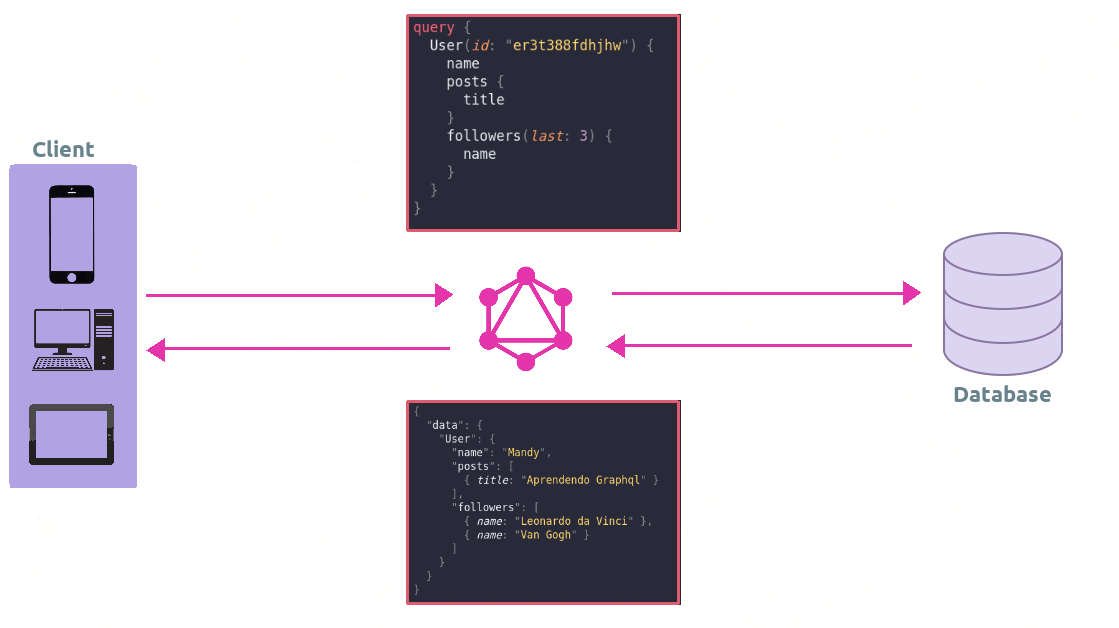 query {
User(id: "er3t388fdhjhw") {
name
posts {
title
}
followers(last: 3) {
name
}
}
}
Client
Database
{
"data": {
"User": {
"name": "Mandy",
"posts": [
{ title: "Aprendendo Graphql" }
],
"followers": [
{ name: "Leonardo da Vinci" },
{ name: "Van Gogh" }
]
}
}
}